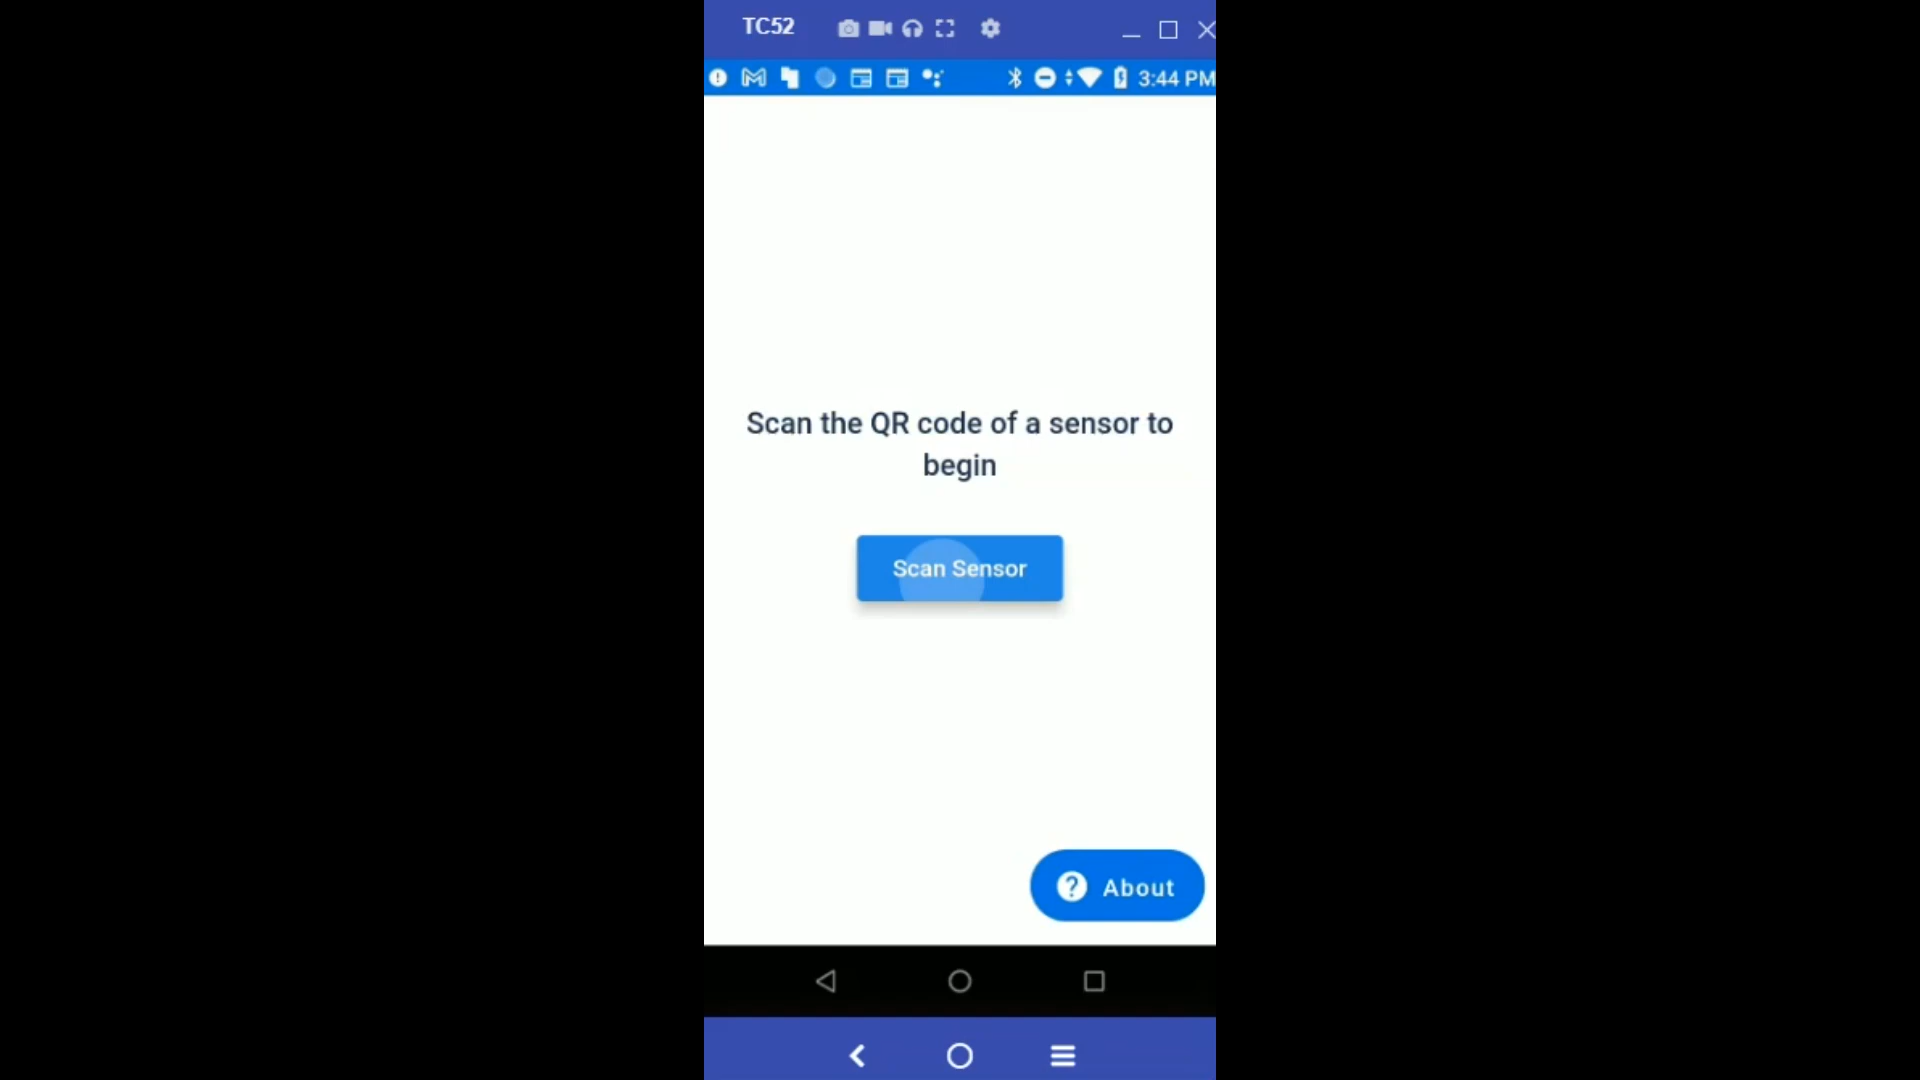 TC52
3:44 PM
Scan the QR code of a sensor to
begin
Scan Sensor
? About